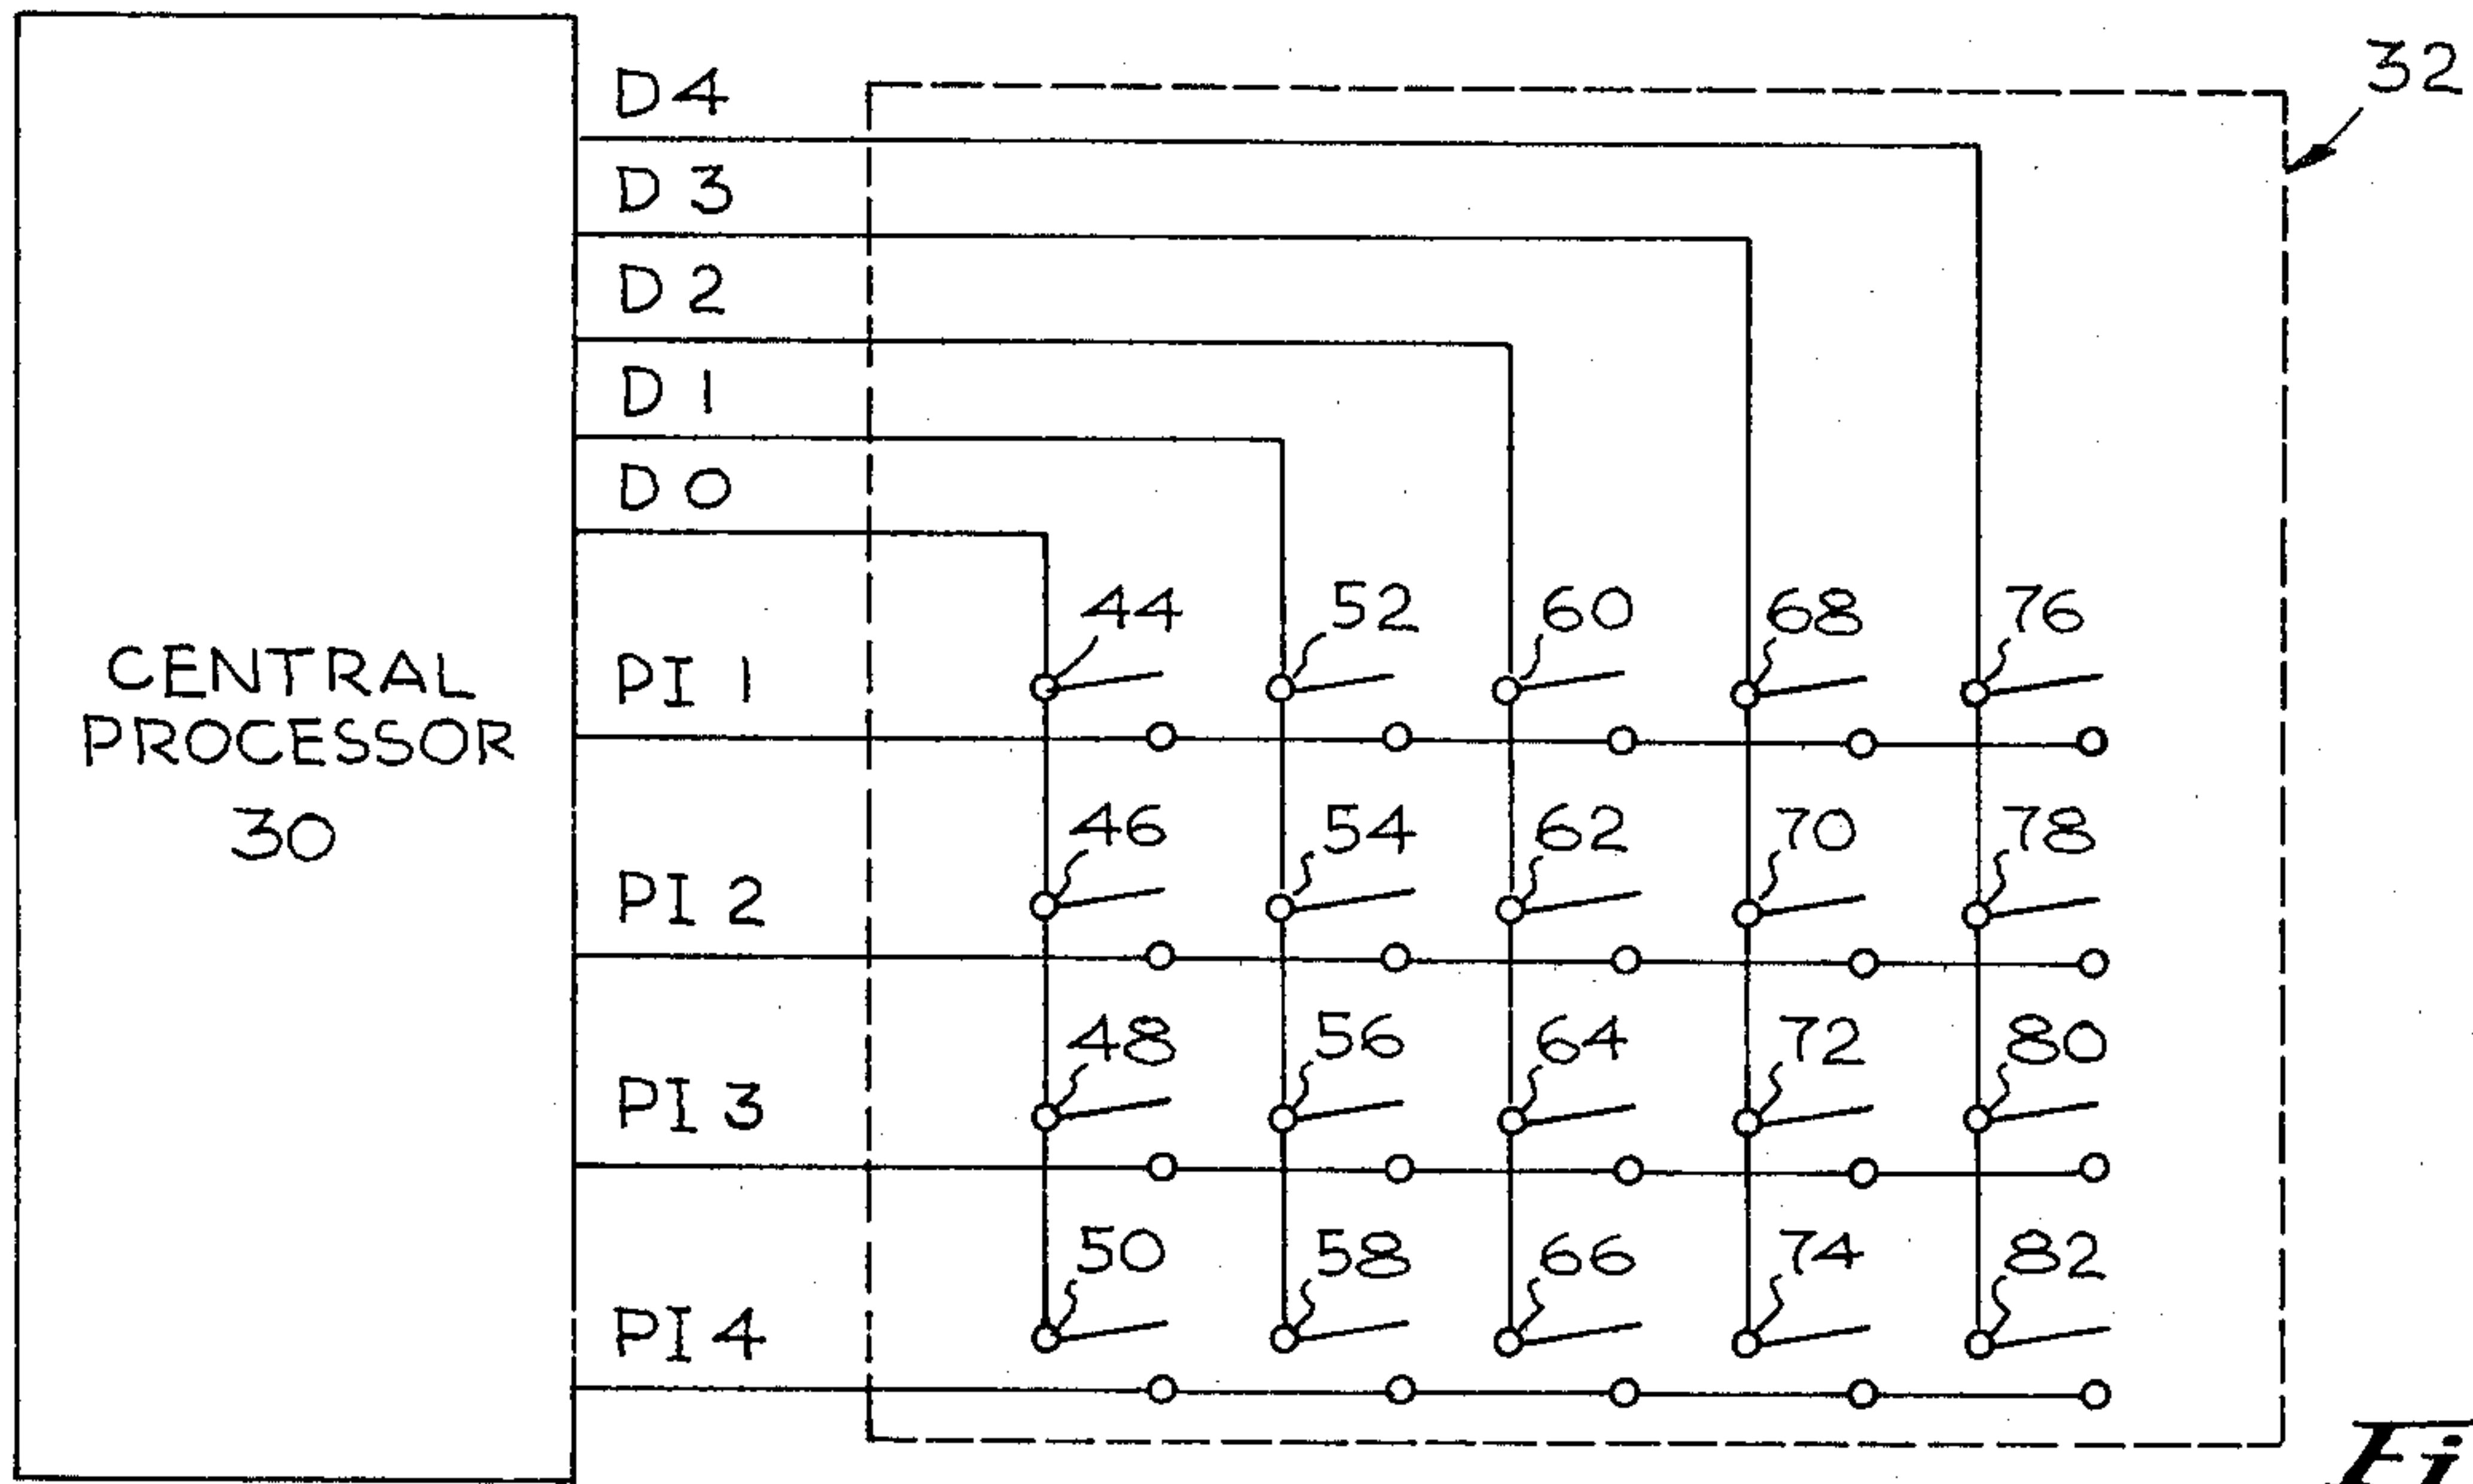 32
D4
D3
D2
D1
D0
44 52 60 68 76
PI 1
CENTRAL
PROCESSOR
30
46 54 62 70 78
PI 2
48 56 64 72 80
PI 3
50 58 66 74 82
PI 4